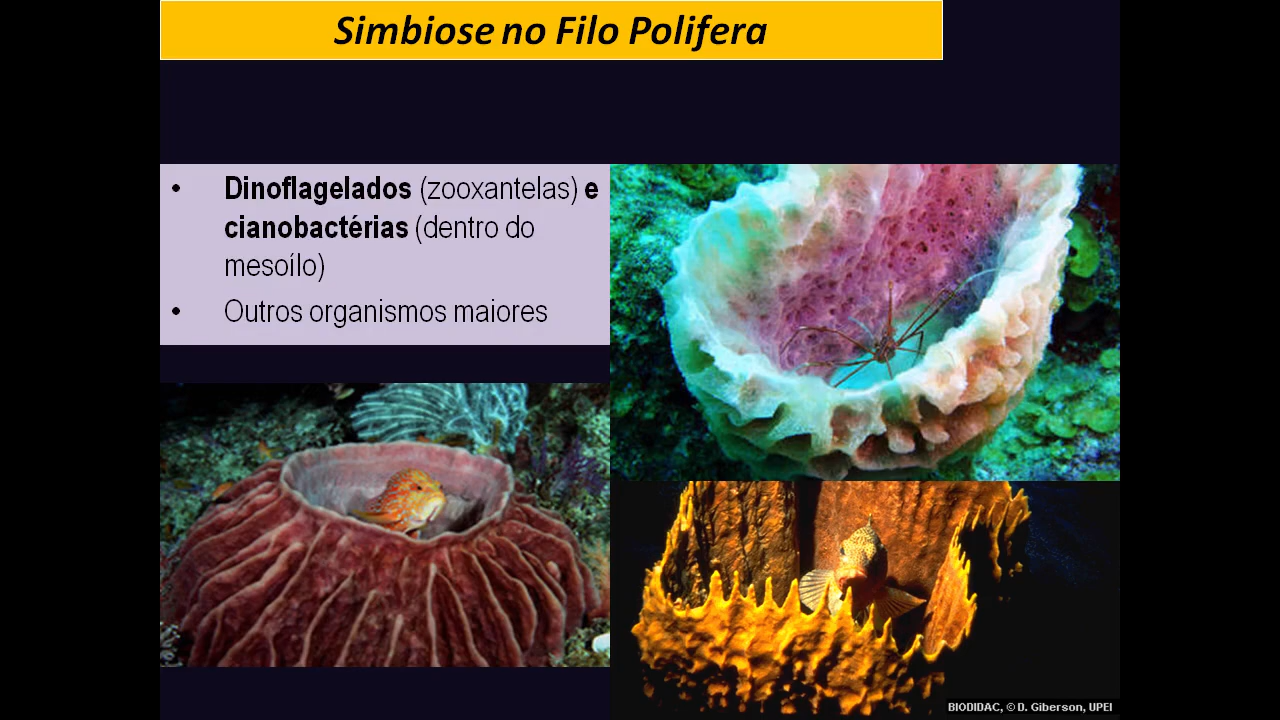 Simbiose no Filo Polifera
• Dinoflagelados (zooxantelas) e
cianobactérias (dentro do
mesoílo)
• Outros organismos maiores
BIODIDAC, © D. Giberson, UPEI